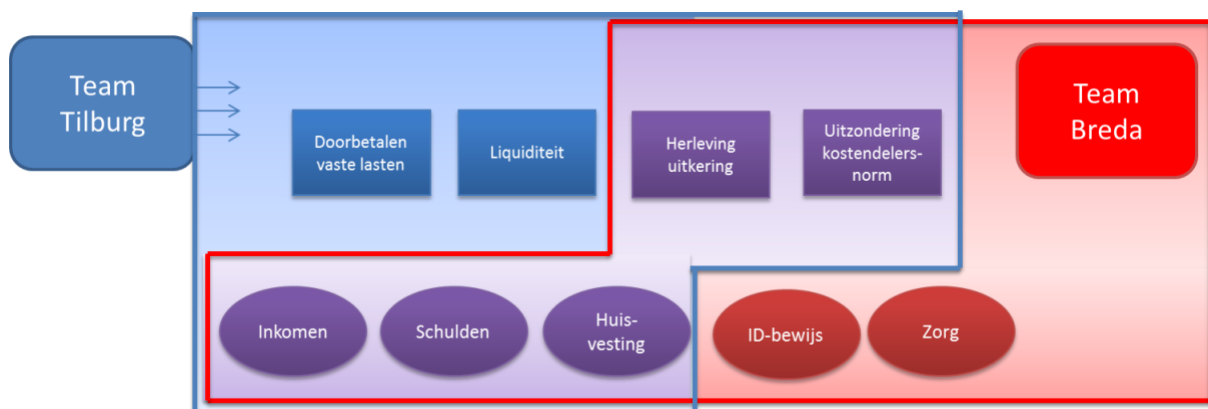 Team
Tilburg
Doorbetalen
vaste lasten
Liquiditeit
Herleving
uitkering
Uitzondering
kostendelers-
norm
Team
Breda
Inkomen
Schulden
Huis-
vesting
ID-bewijs
Zorg